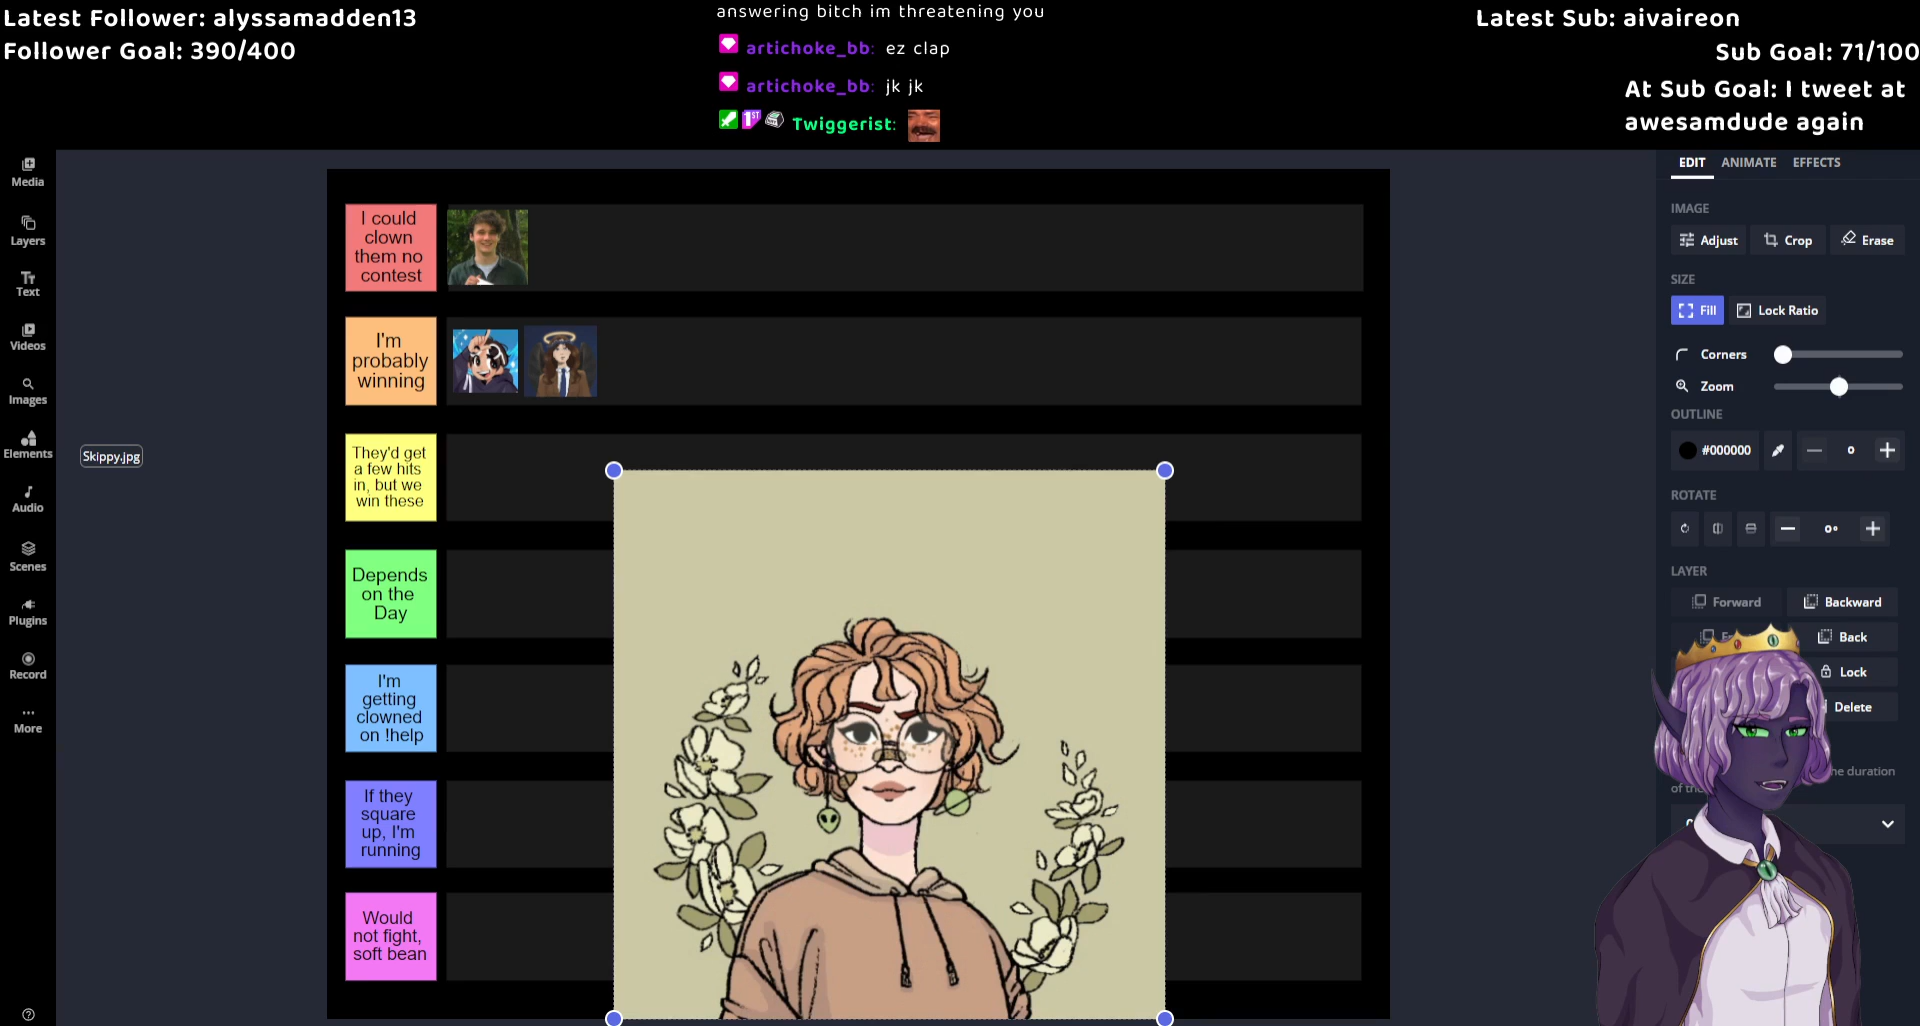 Latest Follower: alyssamadden13
Follower Goal: 390/400
answering bitch im threatening you
artichoke_bb: ez clap
artichoke_bb: jk jk
1ST Twiggerist:
Latest Sub: aivaireon
Sub Goal: 71/100
At Sub Goal: I tweet at
awesamdude again
Media
Layers
Text
Videos
Images
Elements
Audio
Scenes
Plugins
Record
More
Skippy.jpg
I could
clown
them no
contest
I'm
probably
winning
They'd get
a few hits
in, but we
win these
Depends
on the
Day
I'm
getting
clowned
on !help
If they
square
up, I'm
running
Would
not fight,
soft bean
EDIT ANIMATE EFFECTS
IMAGE
Adjust Crop Erase
SIZE
Fill Lock Ratio
Corners
Zoom
OUTLINE
#000000 0
ROTATE
0°
LAYER
Forward Backward
Back
Lock
Delete
he duration
of